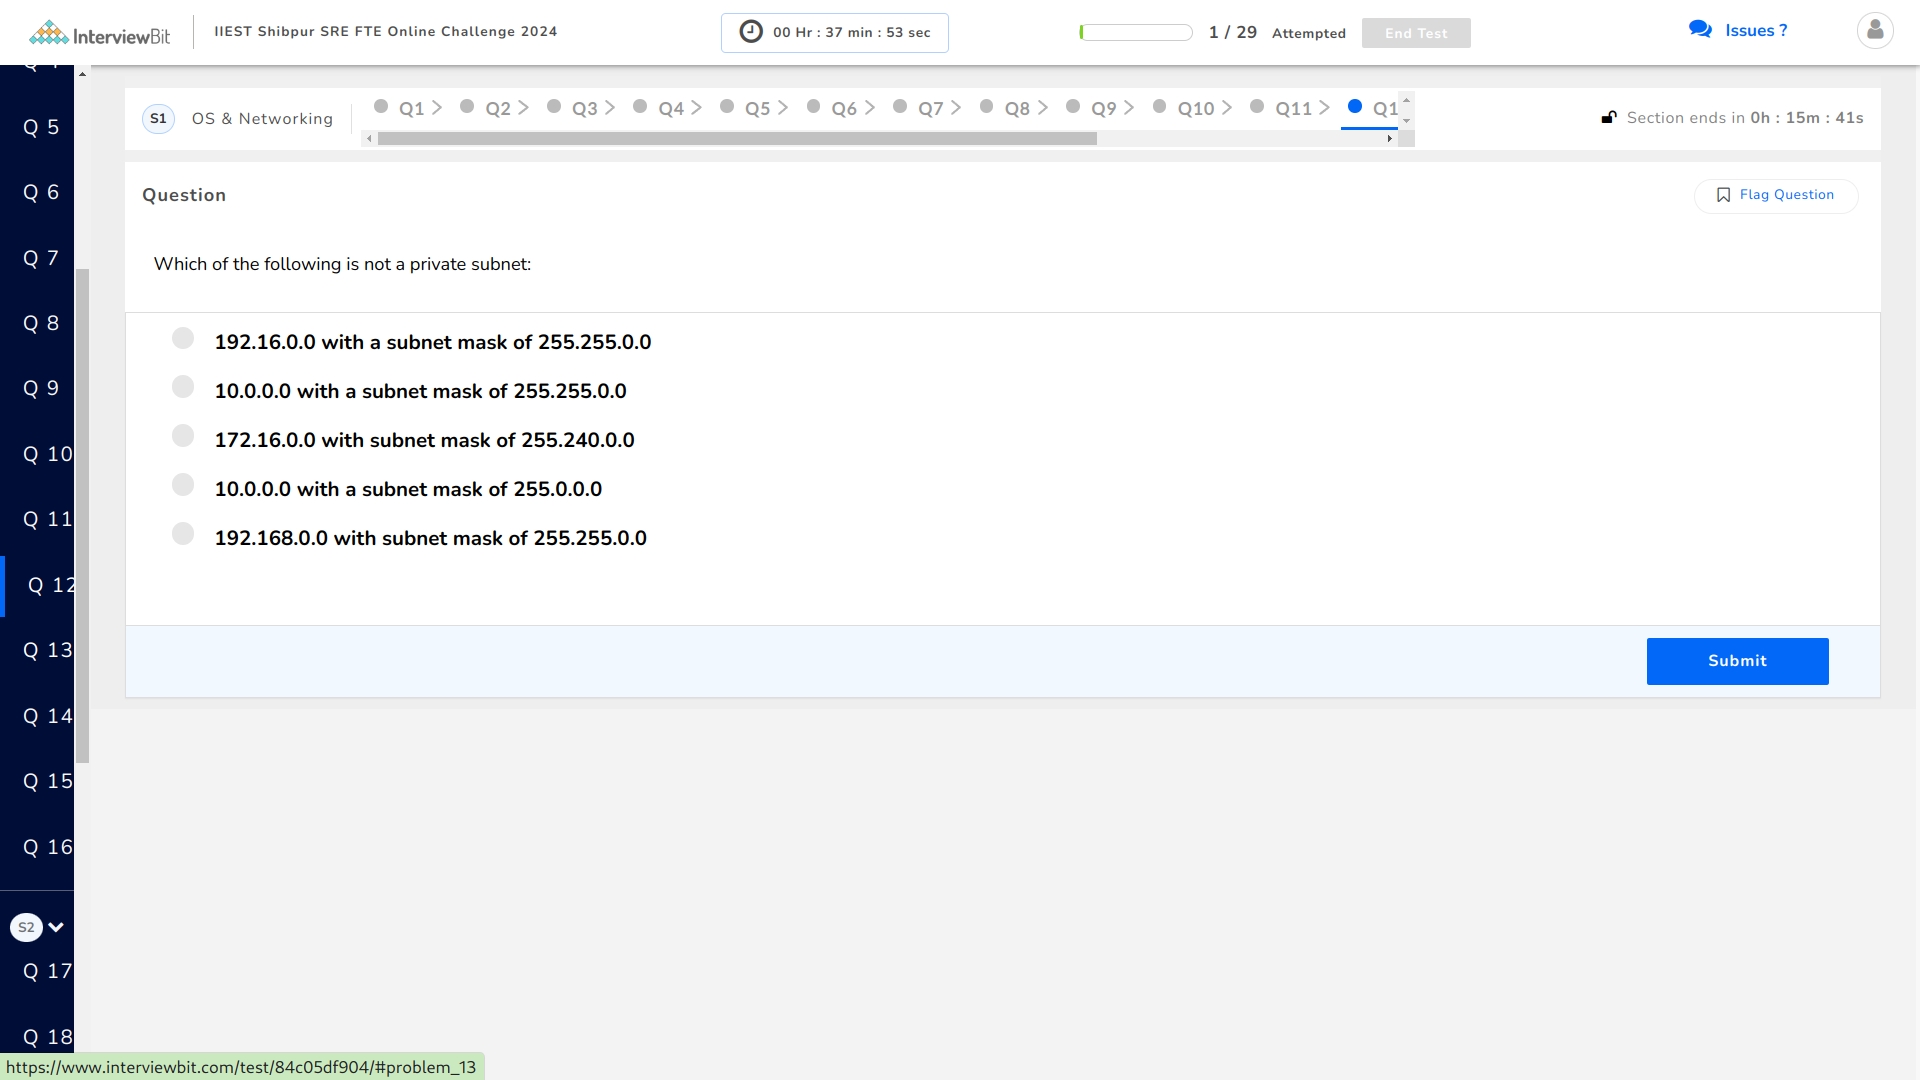 InterviewBit
IIEST Shibpur SRE FTE Online Challenge 2024
00 Hr : 37 min : 53 sec
1 / 29 Attempted
End Test
Issues ?
Q 5
Q 6
Q 7
Q 8
Q 9
Q 10
Q 11
Q 12
Q 13
Q 14
Q 15
Q 16
S2
Q 17
Q 18
S1 OS & Networking
Q1 Q2 Q3 Q4 Q5 Q6 Q7 Q8 Q9 Q10 Q11 Q1
Section ends in 0h : 15m : 41s
Question
Flag Question
Which of the following is not a private subnet:
192.16.0.0 with a subnet mask of 255.255.0.0
10.0.0.0 with a subnet mask of 255.255.0.0
172.16.0.0 with subnet mask of 255.240.0.0
10.0.0.0 with a subnet mask of 255.0.0.0
192.168.0.0 with subnet mask of 255.255.0.0
Submit
https://www.interviewbit.com/test/84c05df904/#problem_13